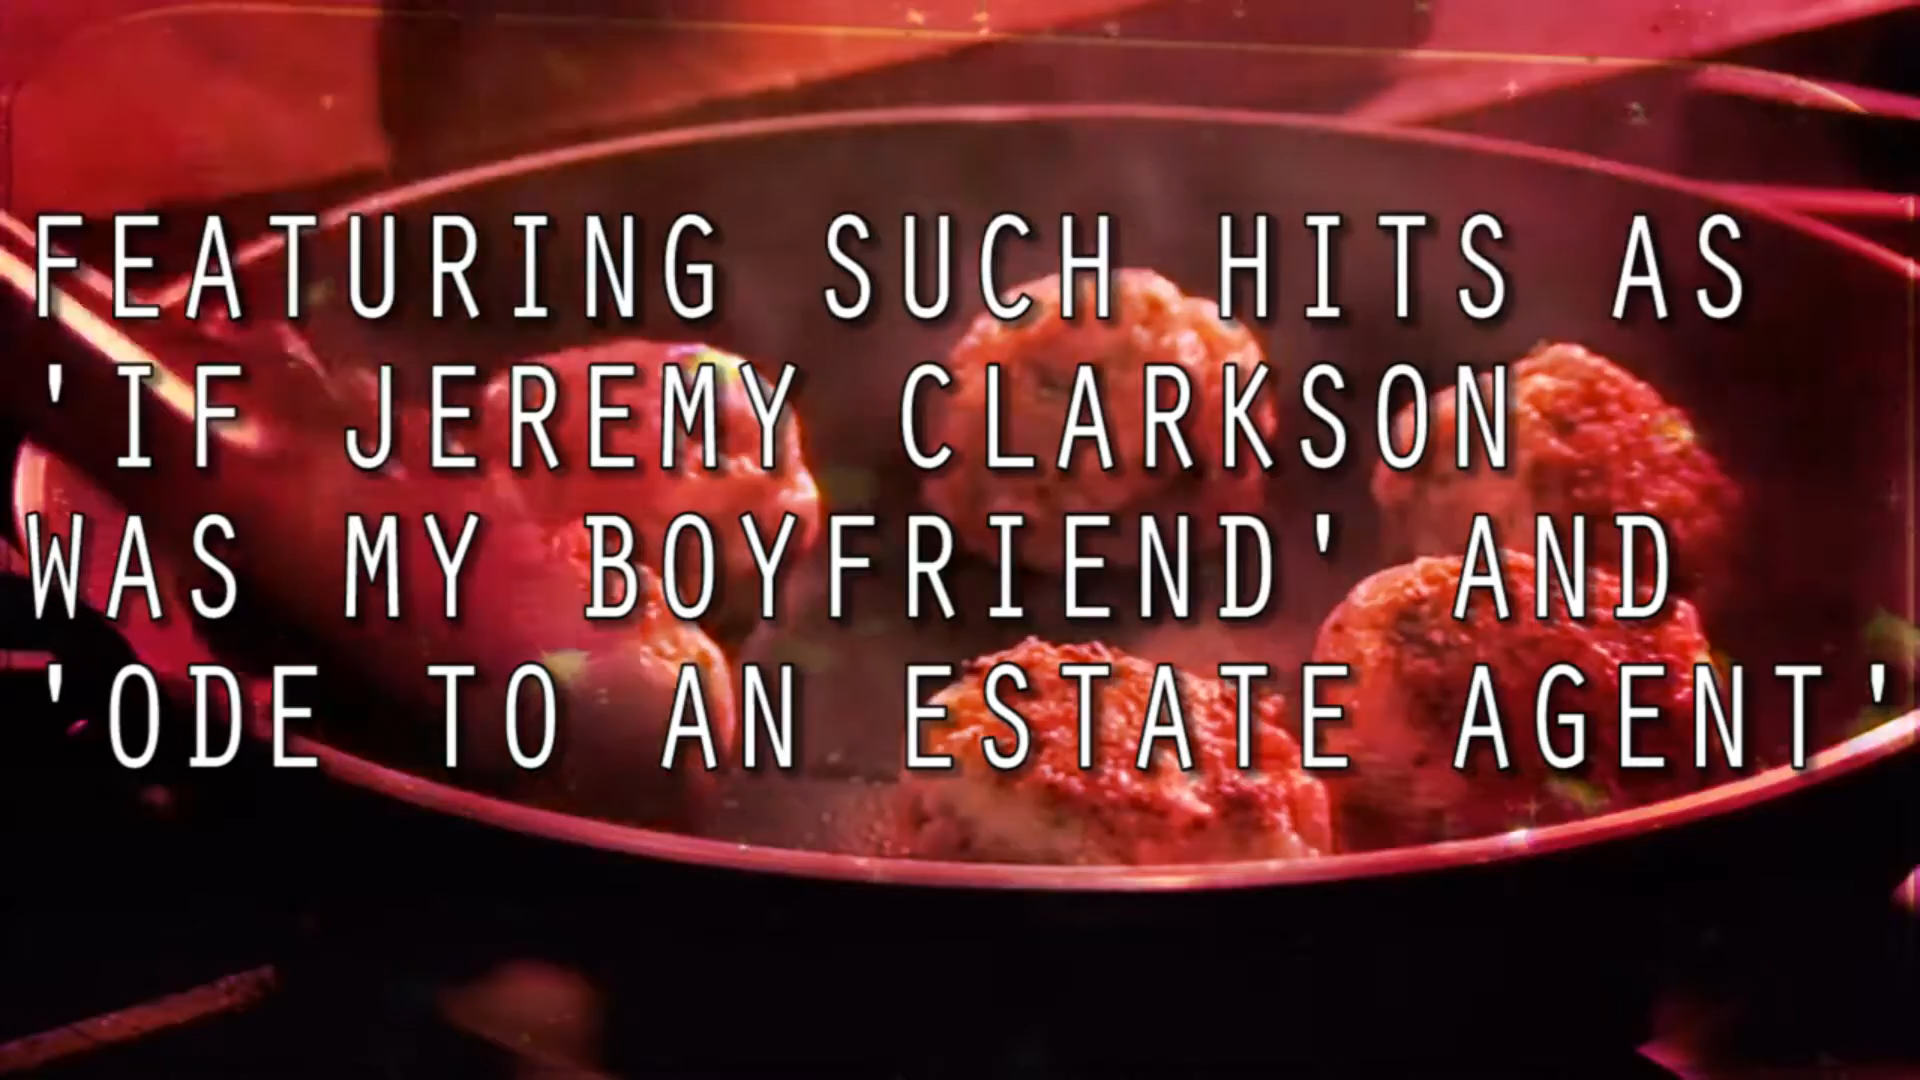 FEATURING SUCH HITS AS
'IF JEREMY CLARKSON
WAS MY BOYFRIEND' AND
'ODE TO AN ESTATE AGENT'